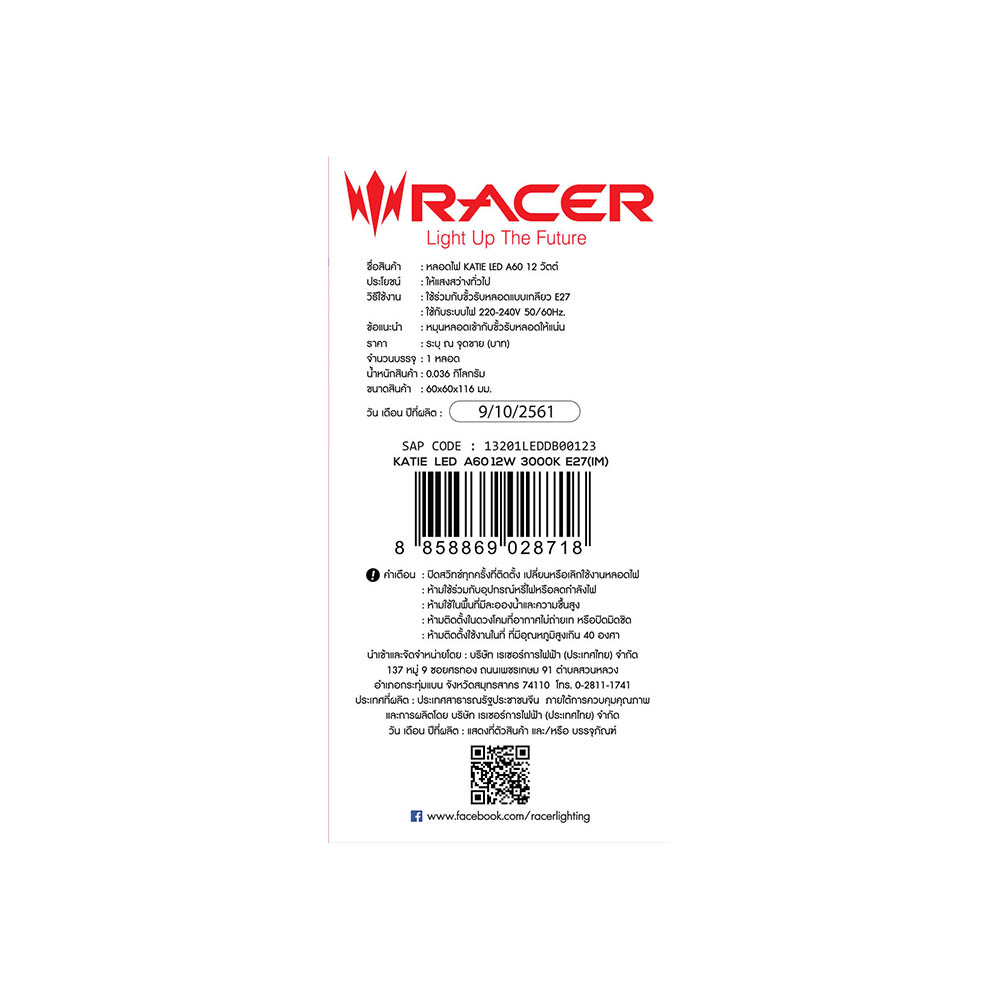 RACER
Light Up The Future
ชื่อสินค้า : หลอดไฟ KATIE LED A60 12 วัตต์
ประโยชน์ : ให้แสงสว่างทั่วไป
วิธีใช้งาน : ใช้ร่วมกับขั้วรับหลอดแบบเกลียว E27
: ใช้กับระบบไฟ 220-240V 50/60Hz.
ข้อแนะนำ : หมุนหลอดเข้ากับขั้วรับหลอดให้แน่น
ราคา : ระบุ ณ จุดขาย (บาท)
จำนวนบรรจุ : 1 หลอด
น้ำหนักสินค้า : 0.036 กิโลกรัม
ขนาดสินค้า : 60x60x116 มม.
วัน เดือน ปีที่ผลิต : 9/10/2561
SAP CODE : 13201LEDDB00123
KATIE LED A60 12W 3000K E27(IM)
8 858869 028718
! คำเตือน : ปิดสวิทช์ทุกครั้งที่ติดตั้ง เปลี่ยนหรือเลิกใช้งานหลอดไฟ
: ห้ามใช้ร่วมกับอุปกรณ์หรี่ไฟหรือลดกำลังไฟ
: ห้ามใช้ในพื้นที่มีละอองน้ำและความชื้นสูง
: ห้ามติดตั้งในดวงโคมที่อากาศไม่ถ่ายเท หรือปิดมิดชิด
: ห้ามติดตั้งใช้งานในที่ ที่มีอุณหภูมิสูงเกิน 40 องศา
นำเข้าและจัดจำหน่ายโดย : บริษัท เรเซอร์การไฟฟ้า (ประเทศไทย) จำกัด
137 หมู่ 9 ซอยศรทอง ถนนเพชรเกษม 91 ตำบลสวนหลวง
อำเภอกระทุ่มแบน จังหวัดสมุทรสาคร 74110 โทร. 0-2811-1741
ประเทศที่ผลิต : ประเทศสาธารณรัฐประชาชนจีน ภายใต้การควบคุมคุณภาพ
และการผลิตโดย บริษัท เรเซอร์การไฟฟ้า (ประเทศไทย) จำกัด
วัน เดือน ปีที่ผลิต : แสดงที่ตัวสินค้า และ/หรือ บรรจุภัณฑ์
www.facebook.com/racerlighting